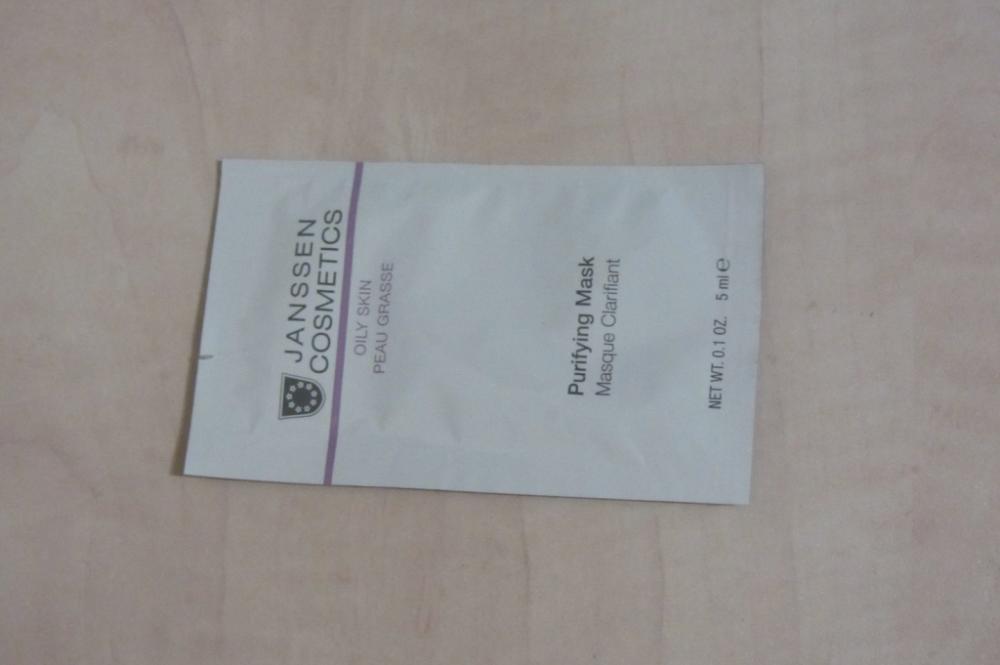 JANSSEN
COSMETICS
OILY SKIN
PEAU GRASSE
Purifying Mask
Masque Clarifiant
NET WT. 0.1 OZ. 5 ml ℮